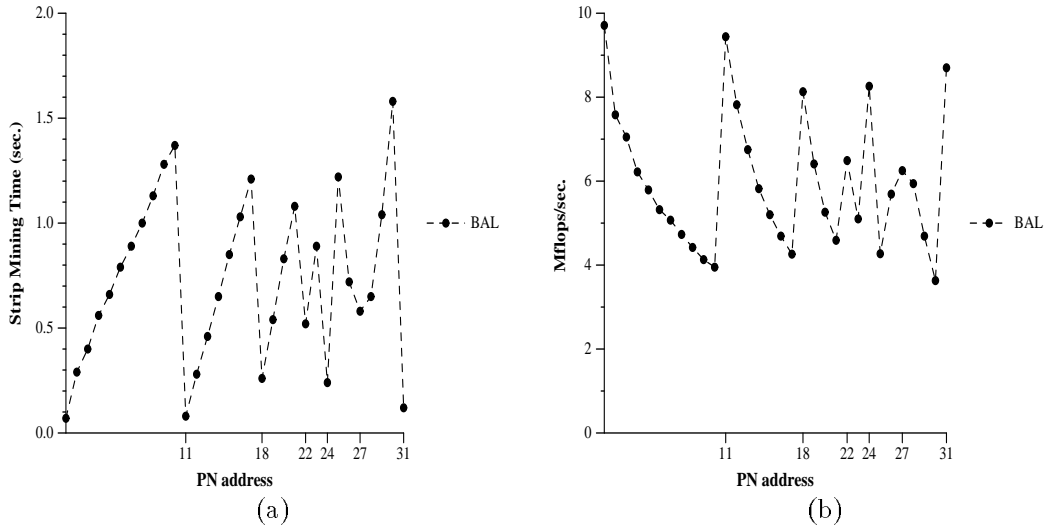 2.0
1.5
1.0
0.5
0.0
Strip Mining Time (sec.)
11 18 22 24 27 31
PN address
BAL
(a)
10
8
6
4
2
0
Mflops/sec.
11 18 22 24 27 31
PN address
BAL
(b)